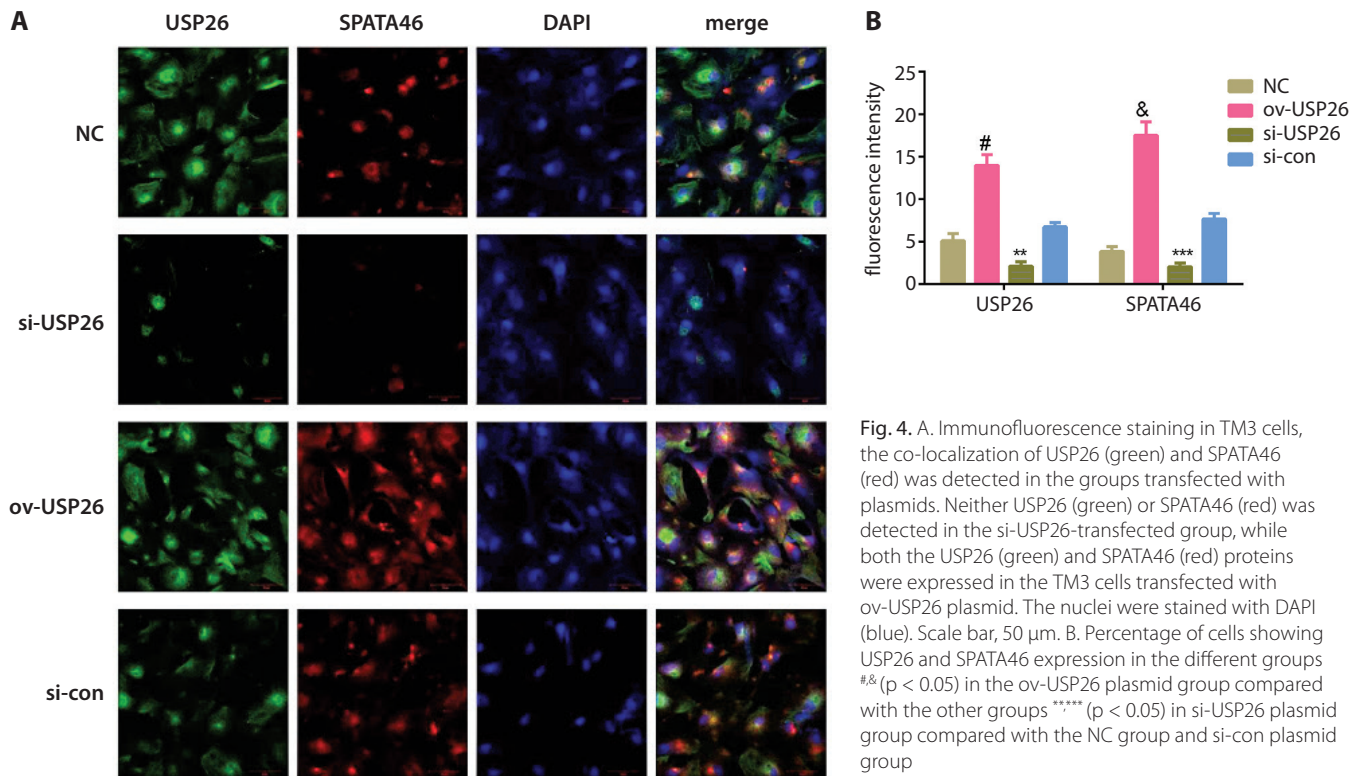 A
USP26 SPATA46 DAPI merge
NC
si-USP26
ov-USP26
si-con
B
25
20
15
10
5
0
fluorescence intensity
#
**
&
***
USP26 SPATA46
NC
ov-USP26
si-USP26
si-con
Fig. 4. A. Immunofluorescence staining in TM3 cells,
the co-localization of USP26 (green) and SPATA46
(red) was detected in the groups transfected with
plasmids. Neither USP26 (green) or SPATA46 (red) was
detected in the si-USP26-transfected group, while
both the USP26 (green) and SPATA46 (red) proteins
were expressed in the TM3 cells transfected with
ov-USP26 plasmid. The nuclei were stained with DAPI
(blue). Scale bar, 50 μm. B. Percentage of cells showing
USP26 and SPATA46 expression in the different groups
#,& (p < 0.05) in the ov-USP26 plasmid group compared
with the other groups **,*** (p < 0.05) in si-USP26 plasmid
group compared with the NC group and si-con plasmid
group